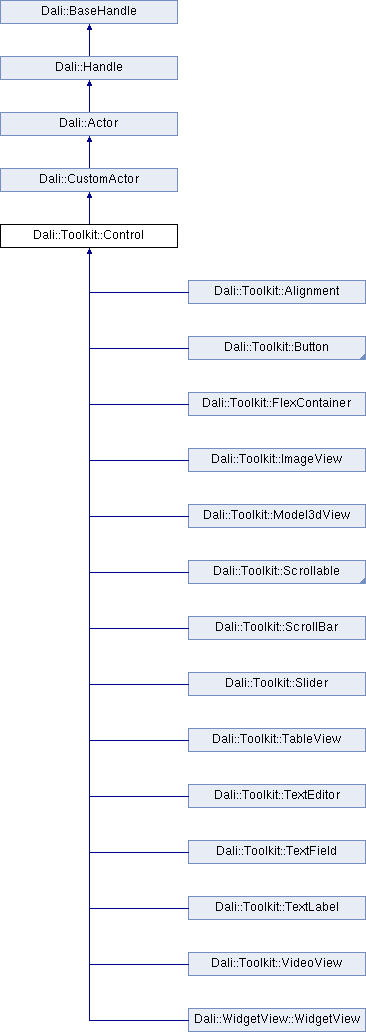 Dali::BaseHandle
Dali::Handle
Dali::Actor
Dali::CustomActor
Dali::Toolkit::Control
Dali::Toolkit::Alignment
Dali::Toolkit::Button
Dali::Toolkit::FlexContainer
Dali::Toolkit::ImageView
Dali::Toolkit::Model3dView
Dali::Toolkit::Scrollable
Dali::Toolkit::ScrollBar
Dali::Toolkit::Slider
Dali::Toolkit::TableView
Dali::Toolkit::TextEditor
Dali::Toolkit::TextField
Dali::Toolkit::TextLabel
Dali::Toolkit::VideoView
Dali::WidgetView::WidgetView